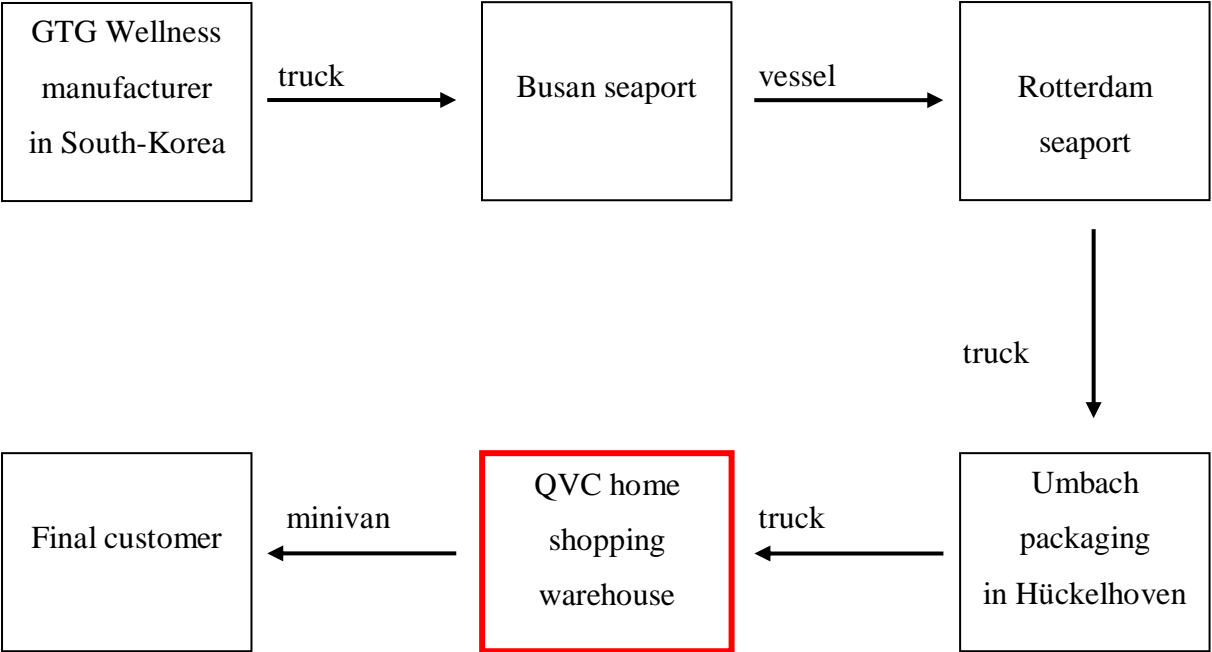 GTG Wellness
manufacturer
in South-Korea
truck
Busan seaport
vessel
Rotterdam
seaport
truck
Umbach
packaging
in Hückelhoven
truck
QVC home
shopping
warehouse
minivan
Final customer